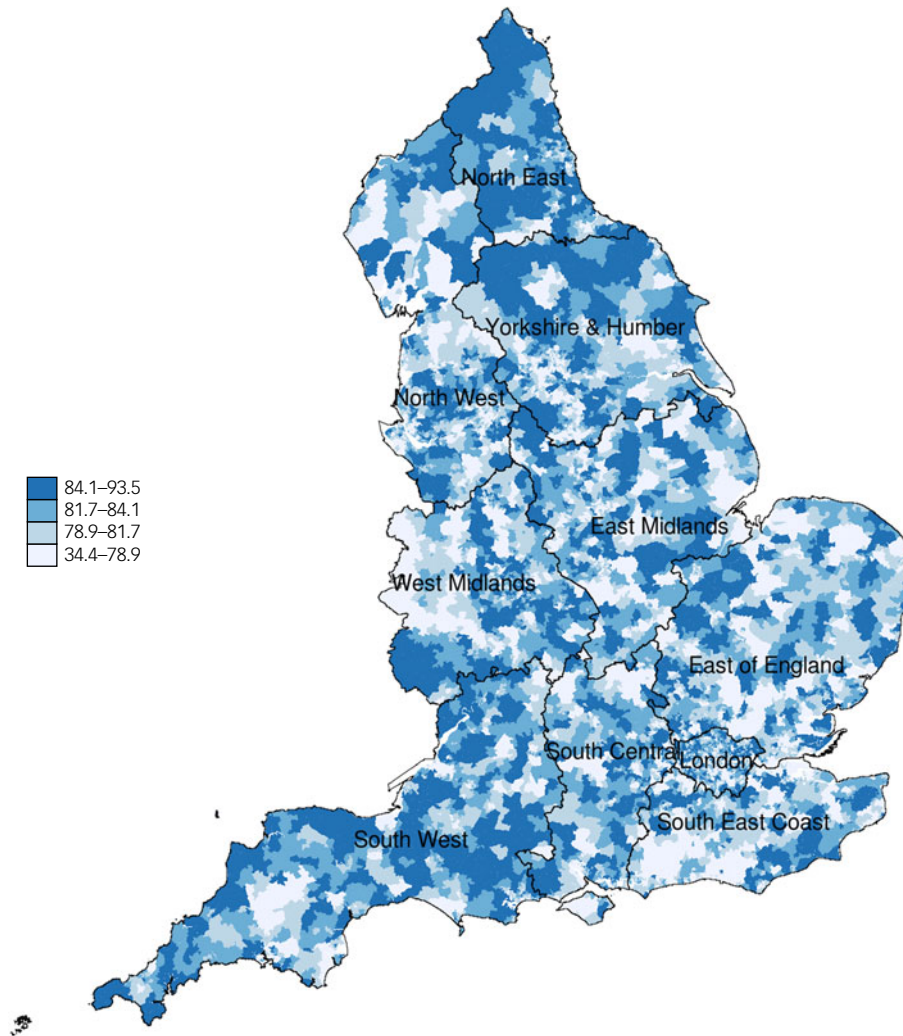 North East
Yorkshire & Humber
North West
84.1–93.5
81.7–84.1
78.9–81.7
34.4–78.9
East Midlands
West Midlands
East of England
South Central
London
South East Coast
South West